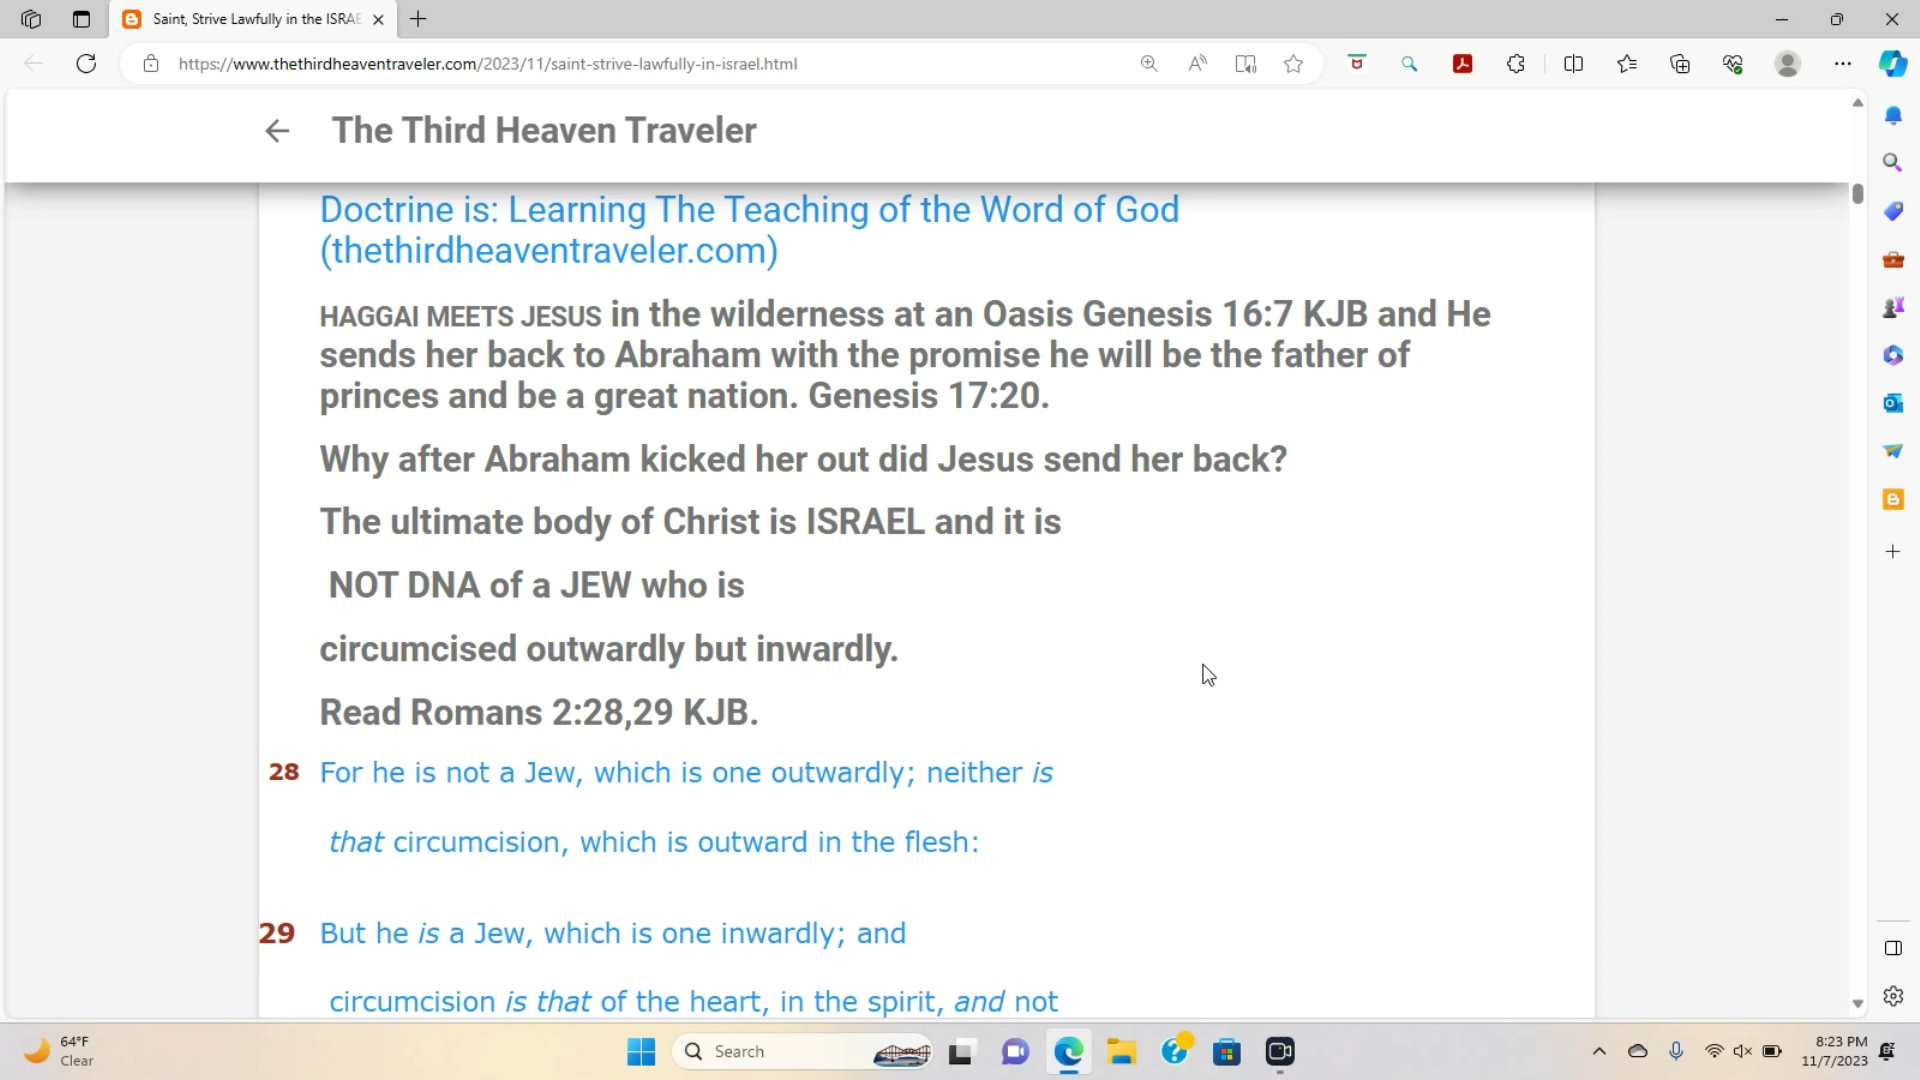 Saint, Strive Lawfully in the ISRAE
https://www.thethirdheaventraveler.com/2023/11/saint-strive-lawfully-in-israel.html
The Third Heaven Traveler
Doctrine is: Learning The Teaching of the Word of God
(thethirdheaventraveler.com)
HAGGAI MEETS JESUS in the wilderness at an Oasis Genesis 16:7 KJB and He
sends her back to Abraham with the promise he will be the father of
princes and be a great nation. Genesis 17:20.
Why after Abraham kicked her out did Jesus send her back?
The ultimate body of Christ is ISRAEL and it is
NOT DNA of a JEW who is
circumcised outwardly but inwardly.
Read Romans 2:28,29 KJB.
28 For he is not a Jew, which is one outwardly; neither is
that circumcision, which is outward in the flesh:
29 But he is a Jew, which is one inwardly; and
circumcision is that of the heart, in the spirit, and not
64°F
Clear
Search
8:23 PM
11/7/2023